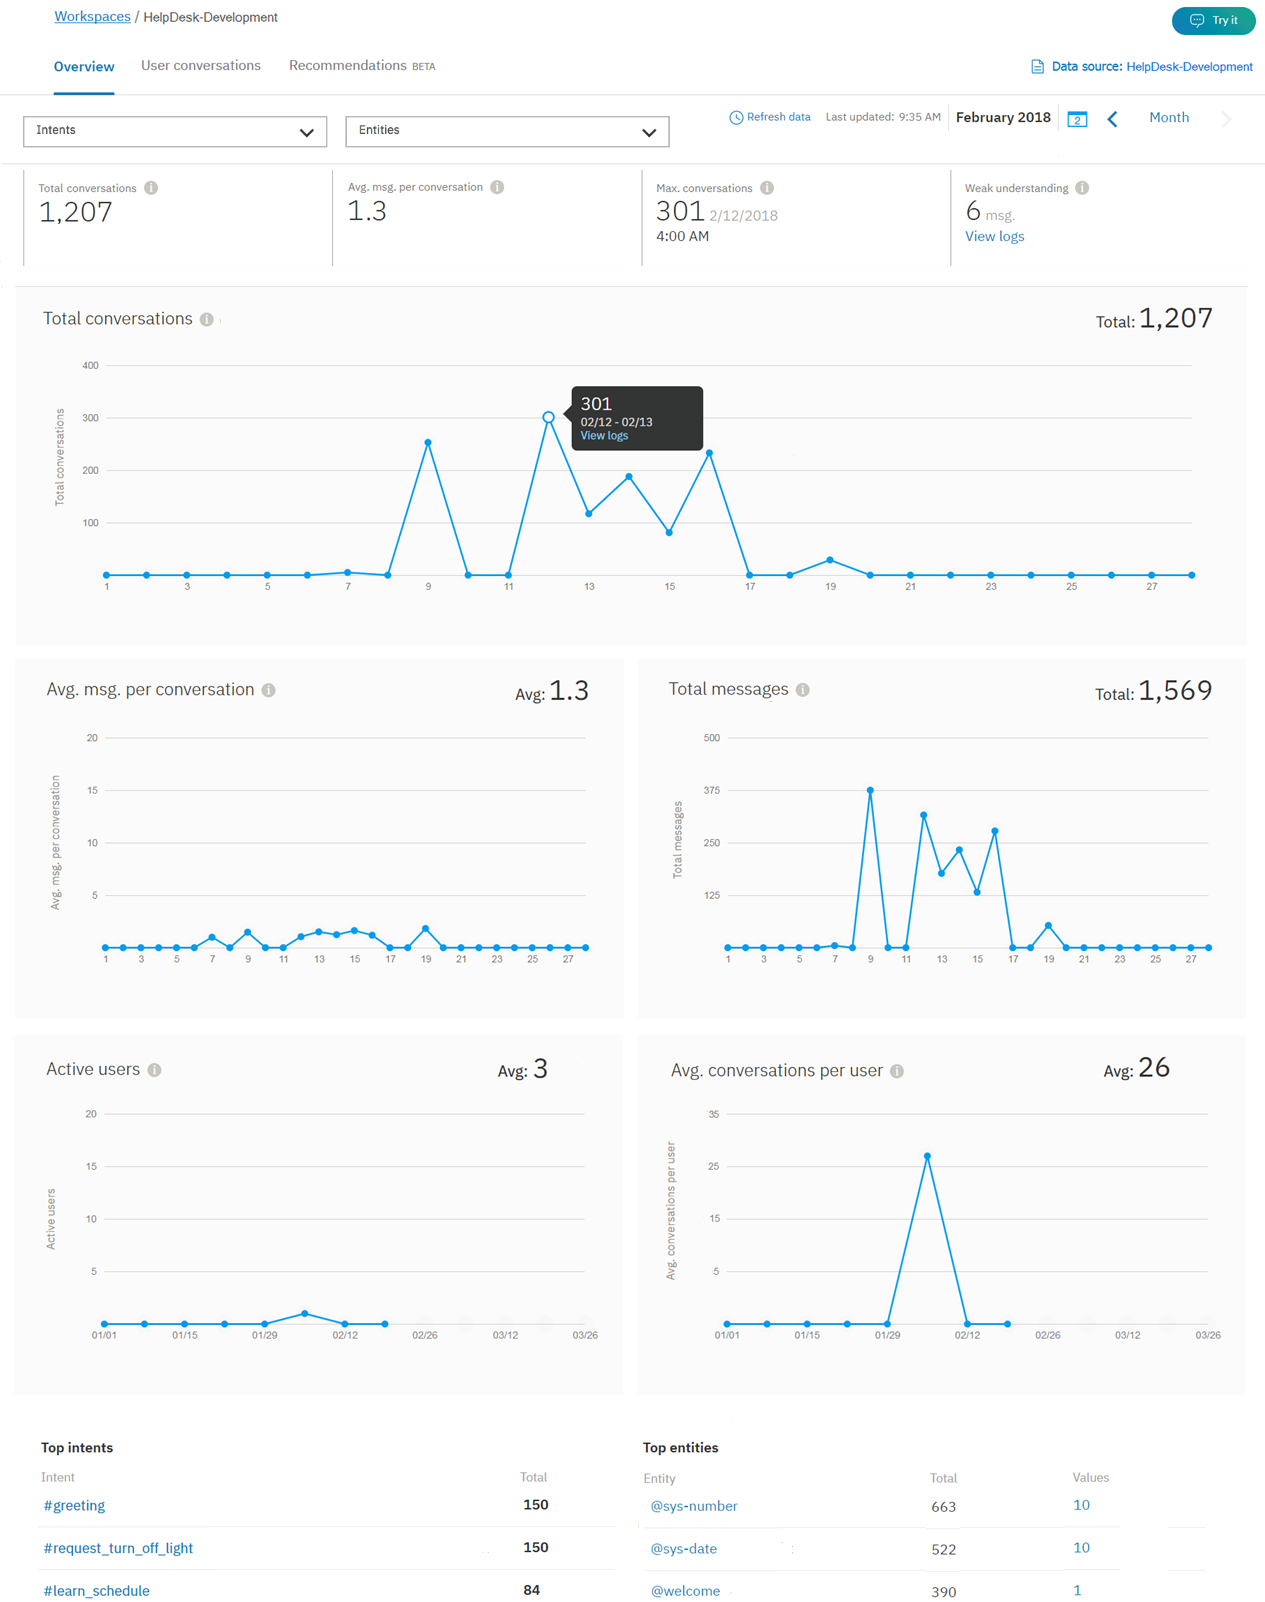 Workspaces / HelpDesk-Development
Try it
Overview User conversations Recommendations BETA
Data source: HelpDesk-Development
Intents
Entities
Refresh data Last updated: 9:35 AM February 2018 2 Month
Total conversations
1,207
Avg. msg. per conversation
1.3
Max. conversations
301 2/12/2018
4:00 AM
Weak understanding
6 msg.
View logs
Total conversations
Total: 1,207
Total conversations
400
300
200
100
301
02/12 - 02/13
View logs
1 3 5 7 9 11 13 15 17 19 21 23 25 27
Avg. msg. per conversation
Avg: 1.3
Avg. msg. per conversation
20
15
10
5
1 3 5 7 9 11 13 15 17 19 21 23 25 27
Total messages
Total: 1,569
Total messages
500
375
250
125
1 3 5 7 9 11 13 15 17 19 21 23 25 27
Active users
Avg: 3
Active users
20
15
10
5
01/01 01/15 01/29 02/12 02/26 03/12 03/26
Avg. conversations per user
Avg: 26
Avg. conversations per user
35
25
15
5
01/01 01/15 01/29 02/12 02/26 03/12 03/26
Top intents
Intent Total
#greeting 150
#request_turn_off_light 150
#learn_schedule 84
Top entities
Entity Total Values
@sys-number 663 10
@sys-date 522 10
@welcome 390 1